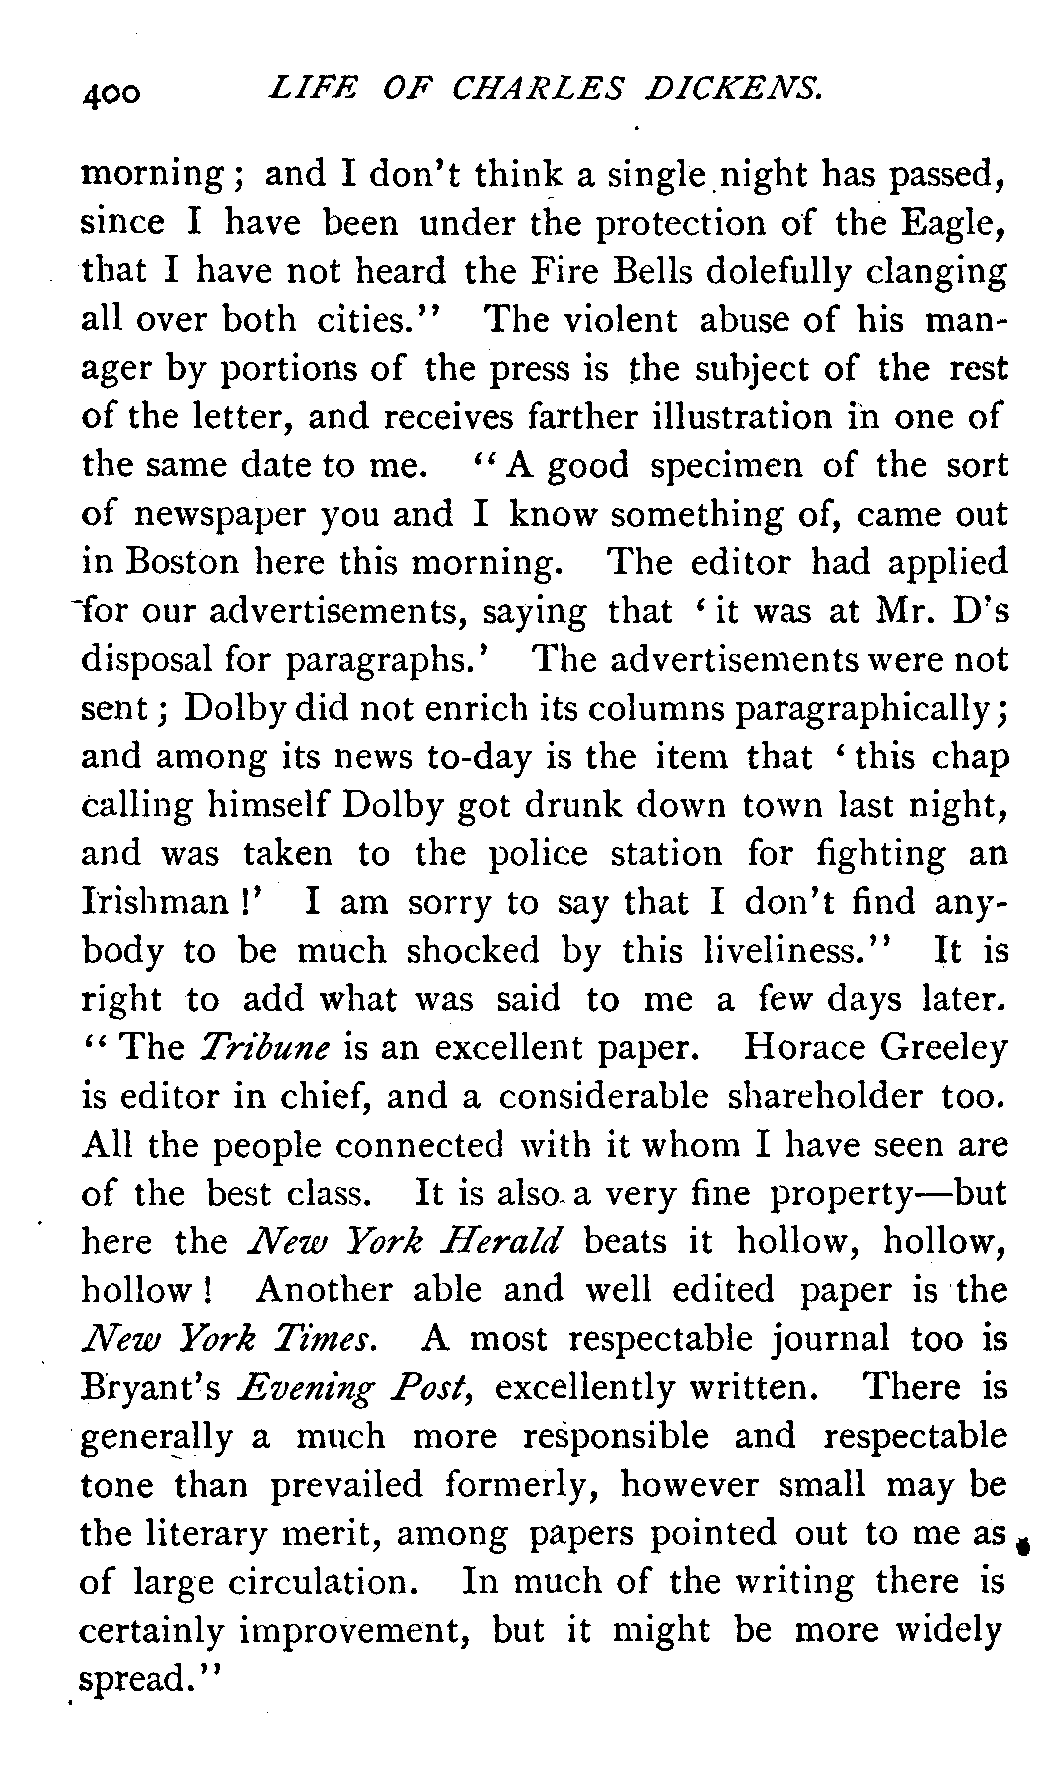 400 LIFE OF CHARLES DICKENS.
morning; and I don't think a single night has passed,
since I have been under the protection of the Eagle,
that I have not heard the Fire Bells dolefully clanging
all over both cities." The violent abuse of his man-
ager by portions of the press is the subject of the rest
of the letter, and receives farther illustration in one of
the same date to me. "A good specimen of the sort
of newspaper you and I know something of, came out
in Boston here this morning. The editor had applied
for our advertisements, saying that 'it was at Mr. D's
disposal for paragraphs.' The advertisements were not
sent; Dolby did not enrich its columns paragraphically;
and among its news to-day is the item that 'this chap
calling himself Dolby got drunk down town last night,
and was taken to the police station for fighting an
Irishman!' I am sorry to say that I don't find any-
body to be much shocked by this liveliness." It is
right to add what was said to me a few days later.
"The Tribune is an excellent paper. Horace Greeley
is editor in chief, and a considerable shareholder too.
All the people connected with it whom I have seen are
of the best class. It is also a very fine property—but
here the New York Herald beats it hollow, hollow,
hollow! Another able and well edited paper is the
New York Times. A most respectable journal too is
Bryant's Evening Post, excellently written. There is
generally a much more responsible and respectable
tone than prevailed formerly, however small may be
the literary merit, among papers pointed out to me as
of large circulation. In much of the writing there is
certainly improvement, but it might be more widely
spread."